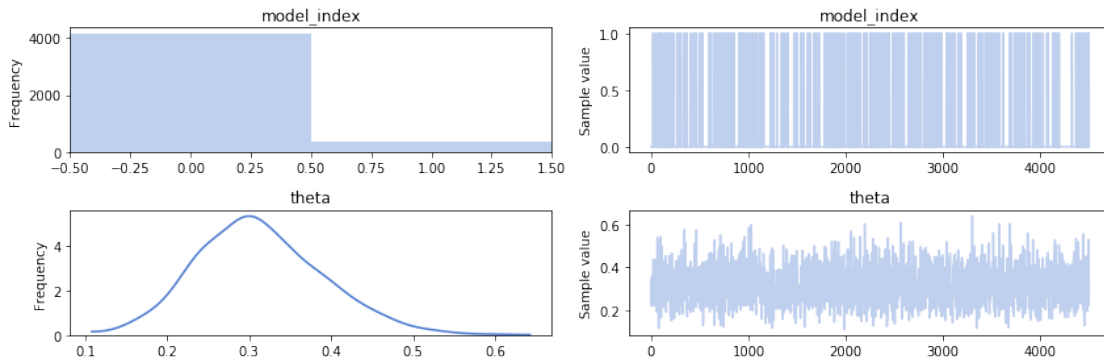 model_index
Frequency
4000
2000
0
−0.50 −0.25 0.00 0.25 0.50 0.75 1.00 1.25 1.50
model_index
Sample value
1.0
0.5
0.0
0 1000 2000 3000 4000
theta
Frequency
4
2
0
0.1 0.2 0.3 0.4 0.5 0.6
theta
Sample value
0.6
0.4
0.2
0 1000 2000 3000 4000